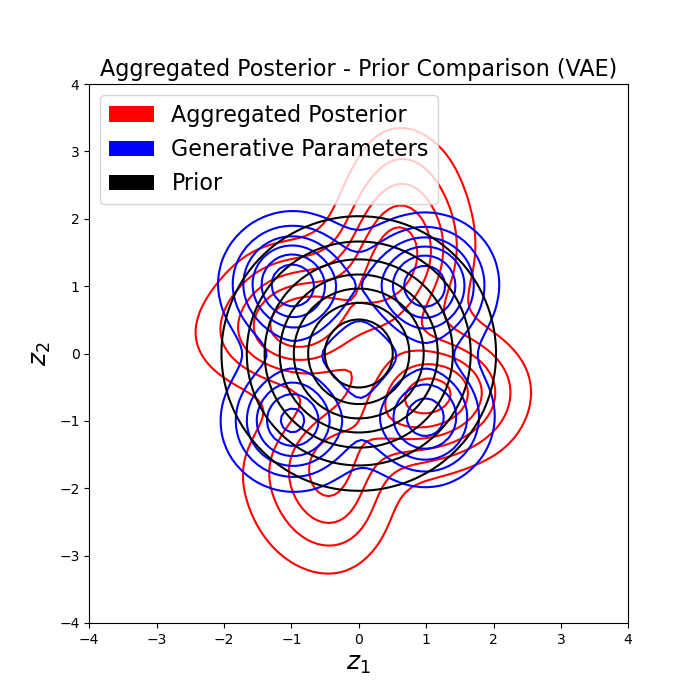 Aggregated Posterior - Prior Comparison (VAE)
Aggregated Posterior
Generative Parameters
Prior
4
3
2
1
0
−1
−2
−3
−4
z2
−4 −3 −2 −1 0 1 2 3 4
z1